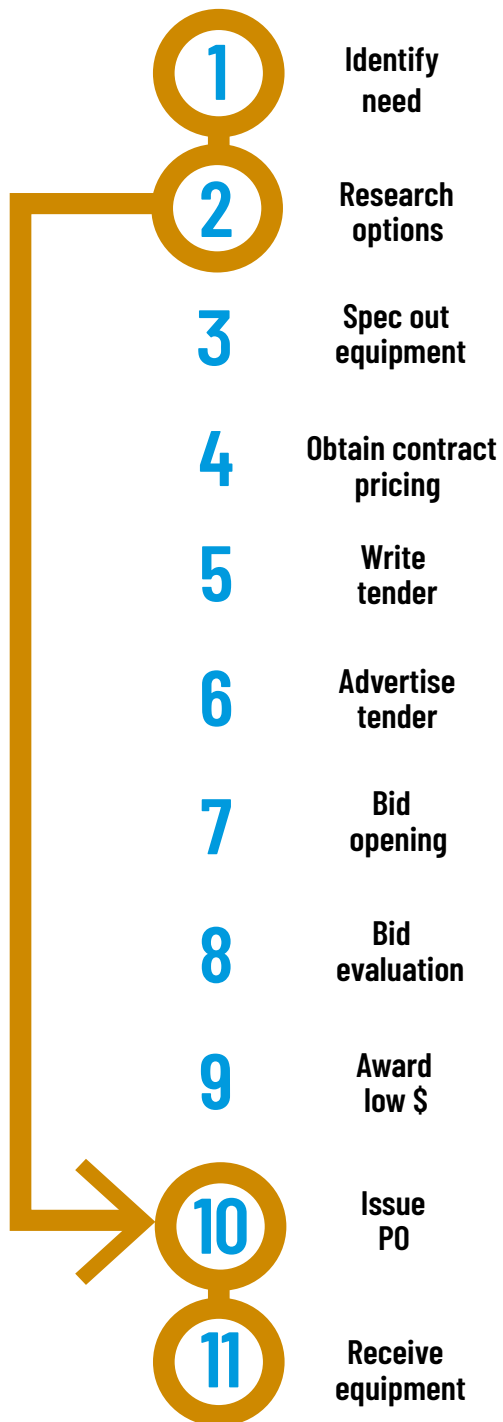 1
Identify
need
2
Research
options
3
Spec out
equipment
4
Obtain contract
pricing
5
Write
tender
6
Advertise
tender
7
Bid
opening
8
Bid
evaluation
9
Award
low $
10
Issue
PO
11
Receive
equipment